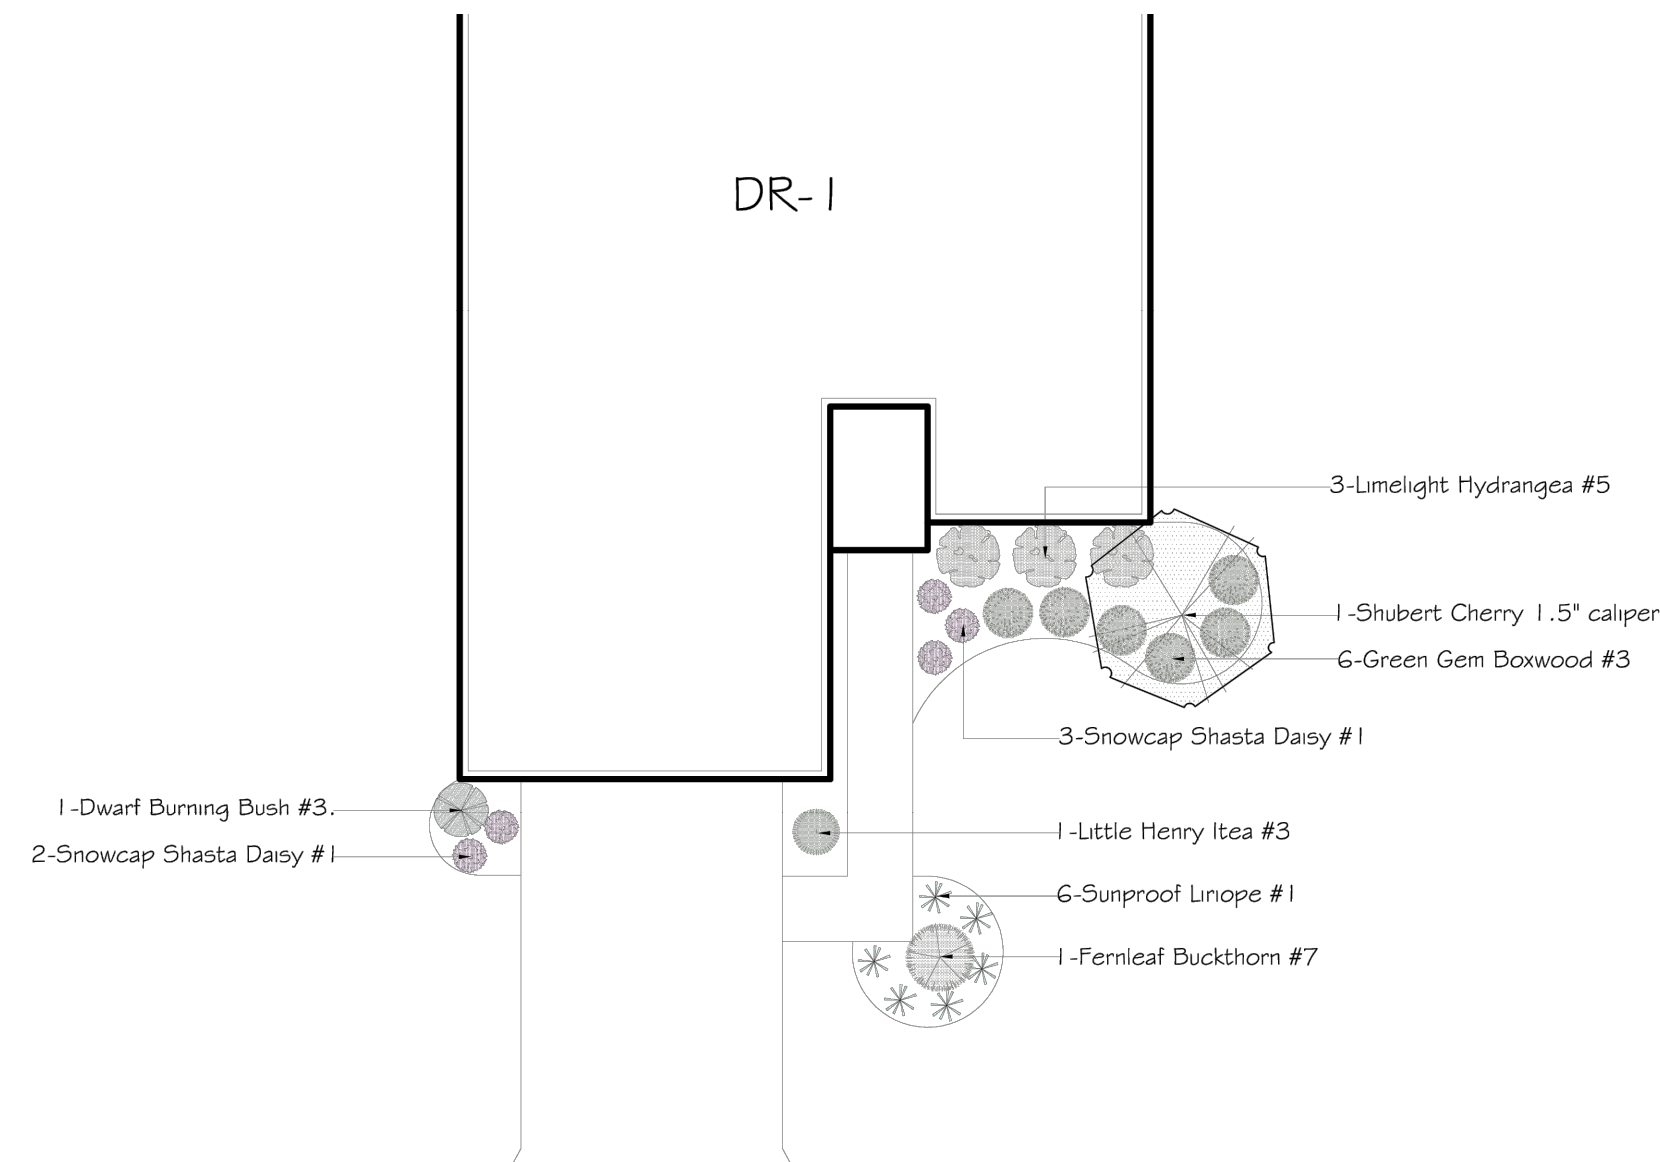 DR-1
3-Limelight Hydrangea #5
1-Shubert Cherry 1.5" caliper
6-Green Gem Boxwood #3
3-Snowcap Shasta Daisy #1
1-Dwarf Burning Bush #3.
2-Snowcap Shasta Daisy #1
1-Little Henry Itea #3
6-Sunproof Liriope #1
1-Fernleaf Buckthorn #7